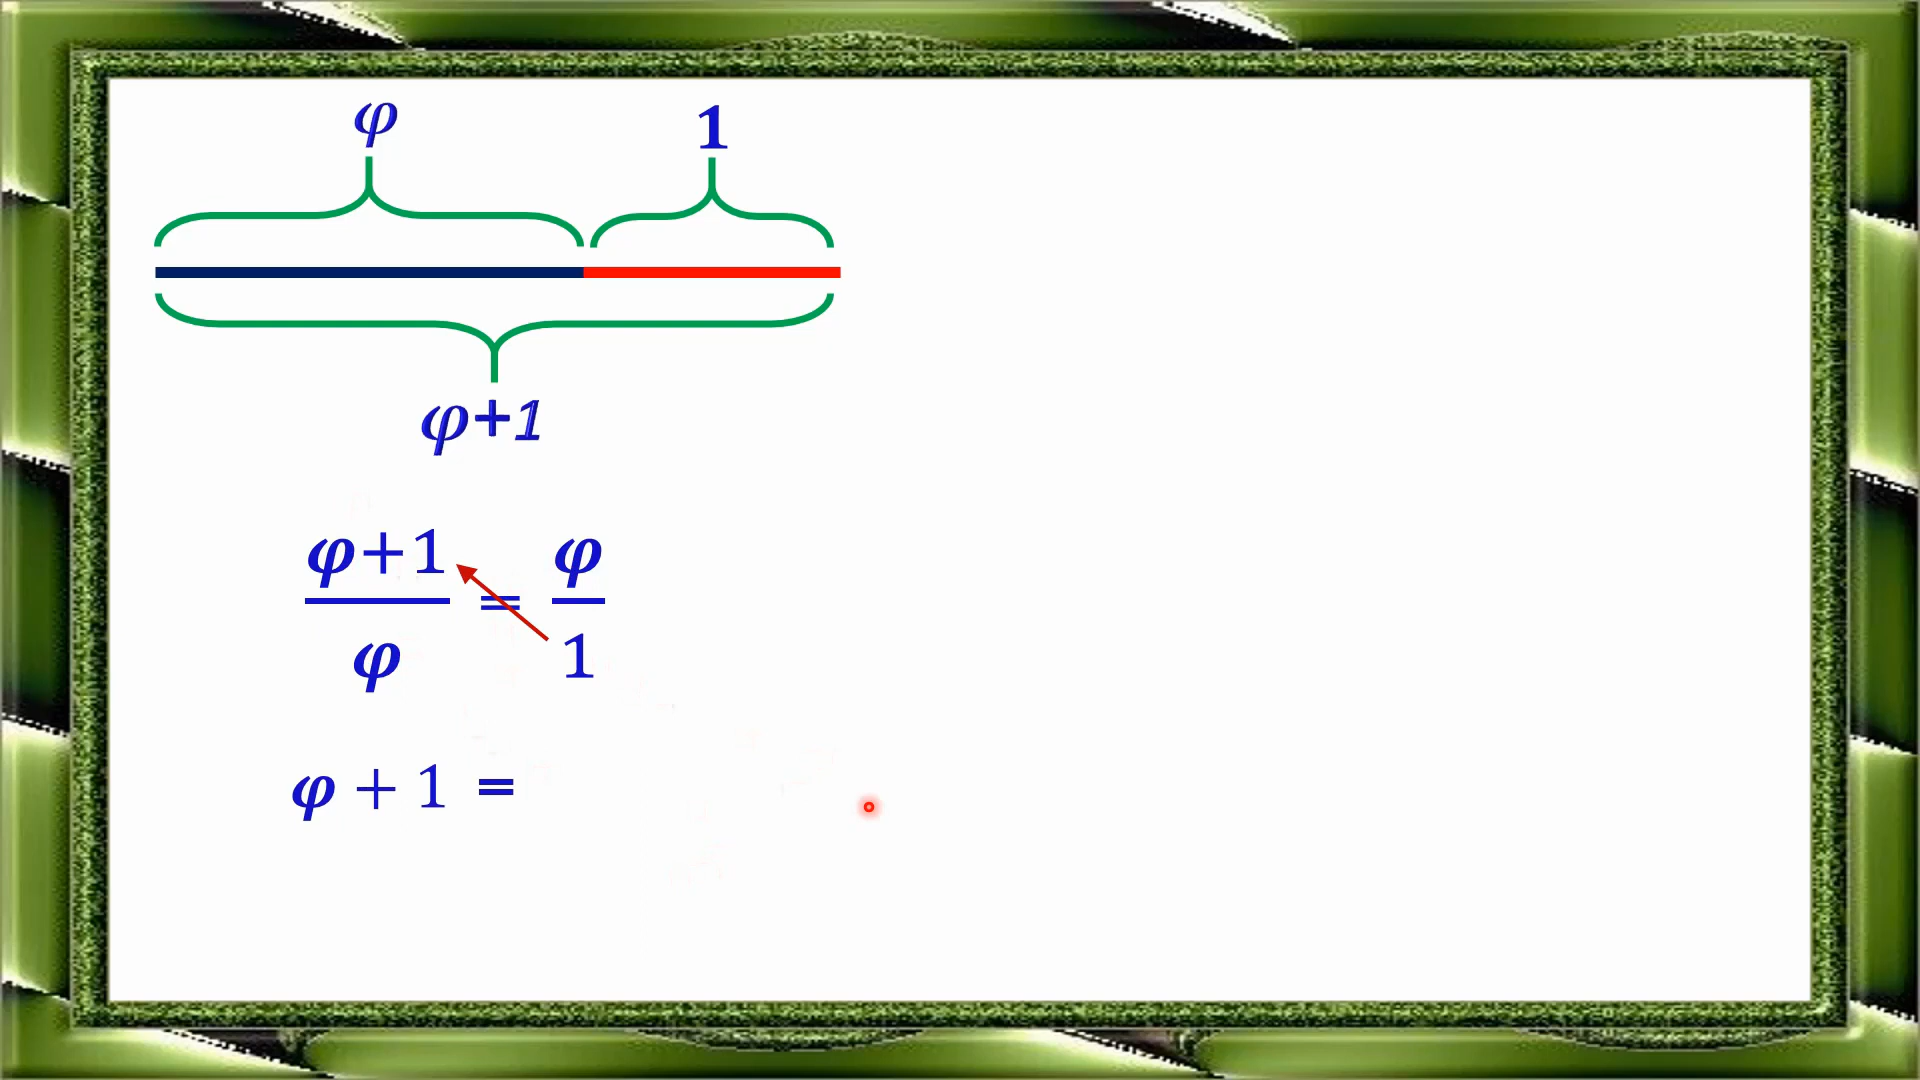 φ 1
φ+1
φ+1 = φ
φ 1
φ + 1 =